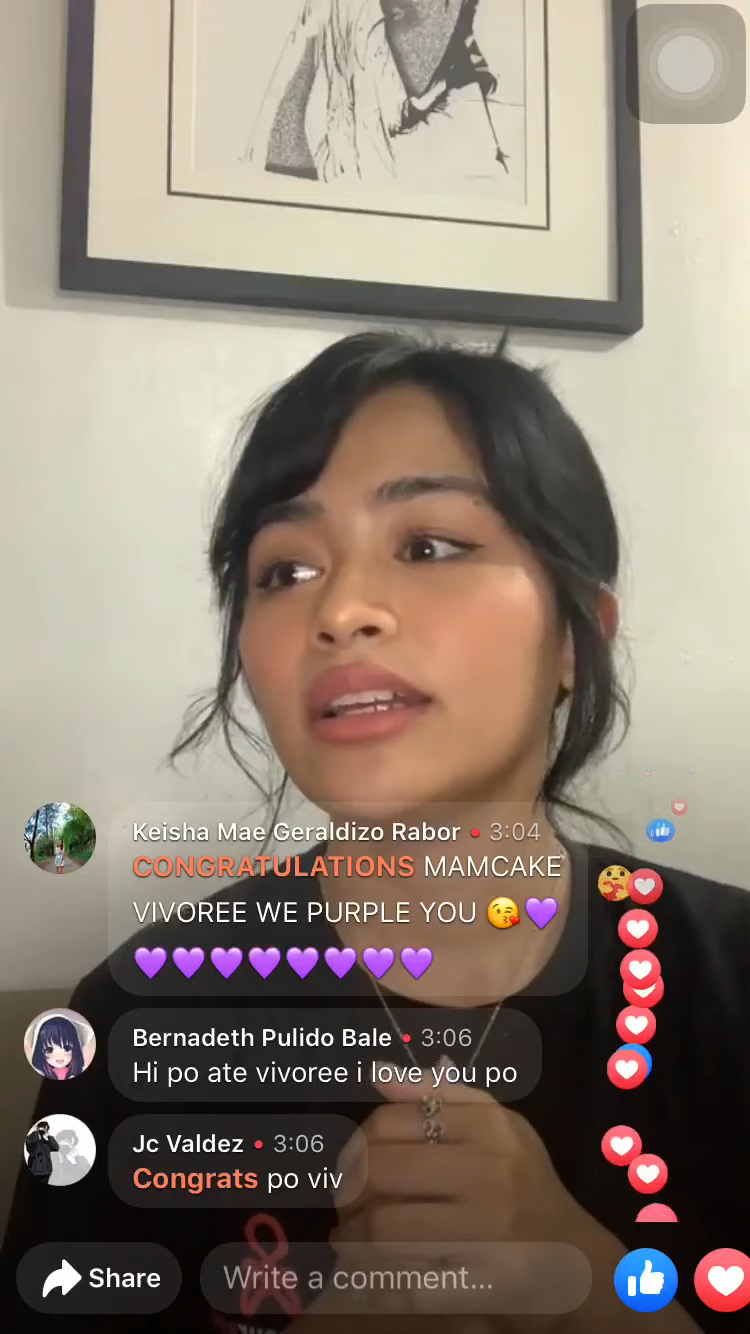 Keisha Mae Geraldizo Rabor • 3:04
CONGRATULATIONS MAMCAKE
VIVOREE WE PURPLE YOU 😘💜
💜💜💜💜💜💜💜💜
Bernadeth Pulido Bale • 3:06
Hi po ate vivoree i love you po
Jc Valdez • 3:06
Congrats po viv
Share
Write a comment...